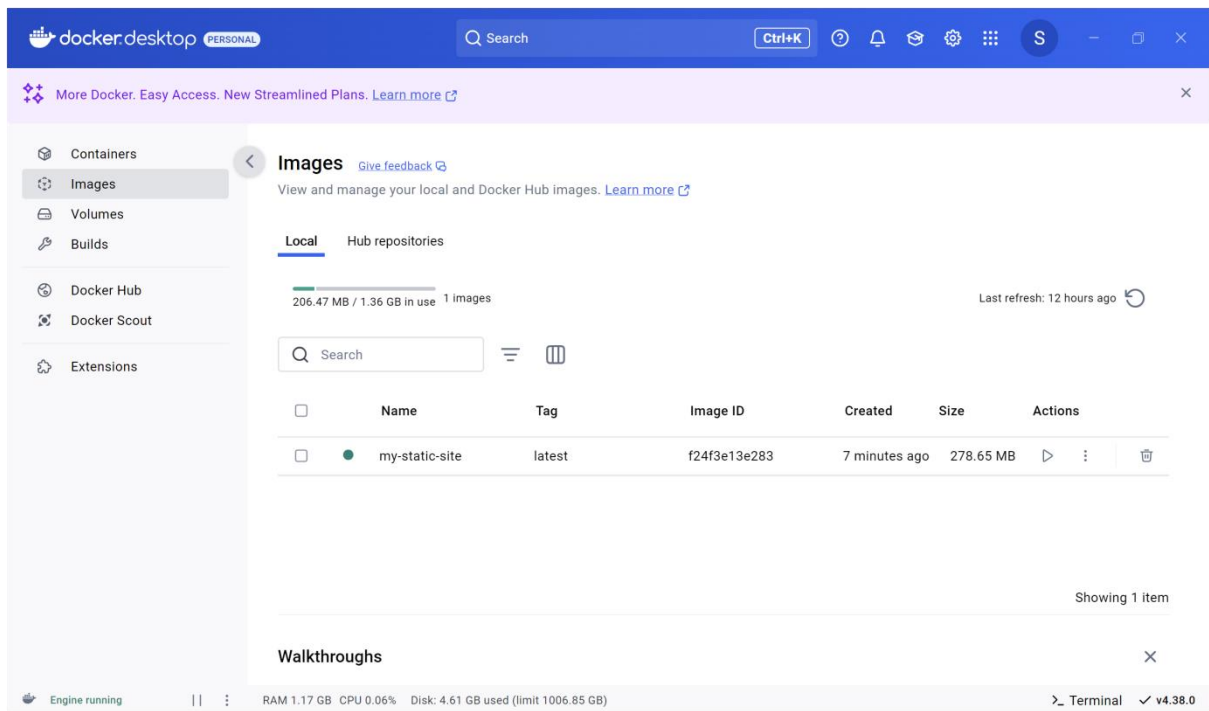 docker.desktop PERSONAL Search Ctrl+K S
More Docker. Easy Access. New Streamlined Plans. Learn more
Containers
Images
Volumes
Builds
Docker Hub
Docker Scout
Extensions
Images Give feedback
View and manage your local and Docker Hub images. Learn more
Local Hub repositories
206.47 MB / 1.36 GB in use 1 images Last refresh: 12 hours ago
Search
Name Tag Image ID Created Size Actions
my-static-site latest f24f3e13e283 7 minutes ago 278.65 MB
Showing 1 item
Walkthroughs
Engine running RAM 1.17 GB CPU 0.06% Disk: 4.61 GB used (limit 1006.85 GB) >_ Terminal v4.38.0